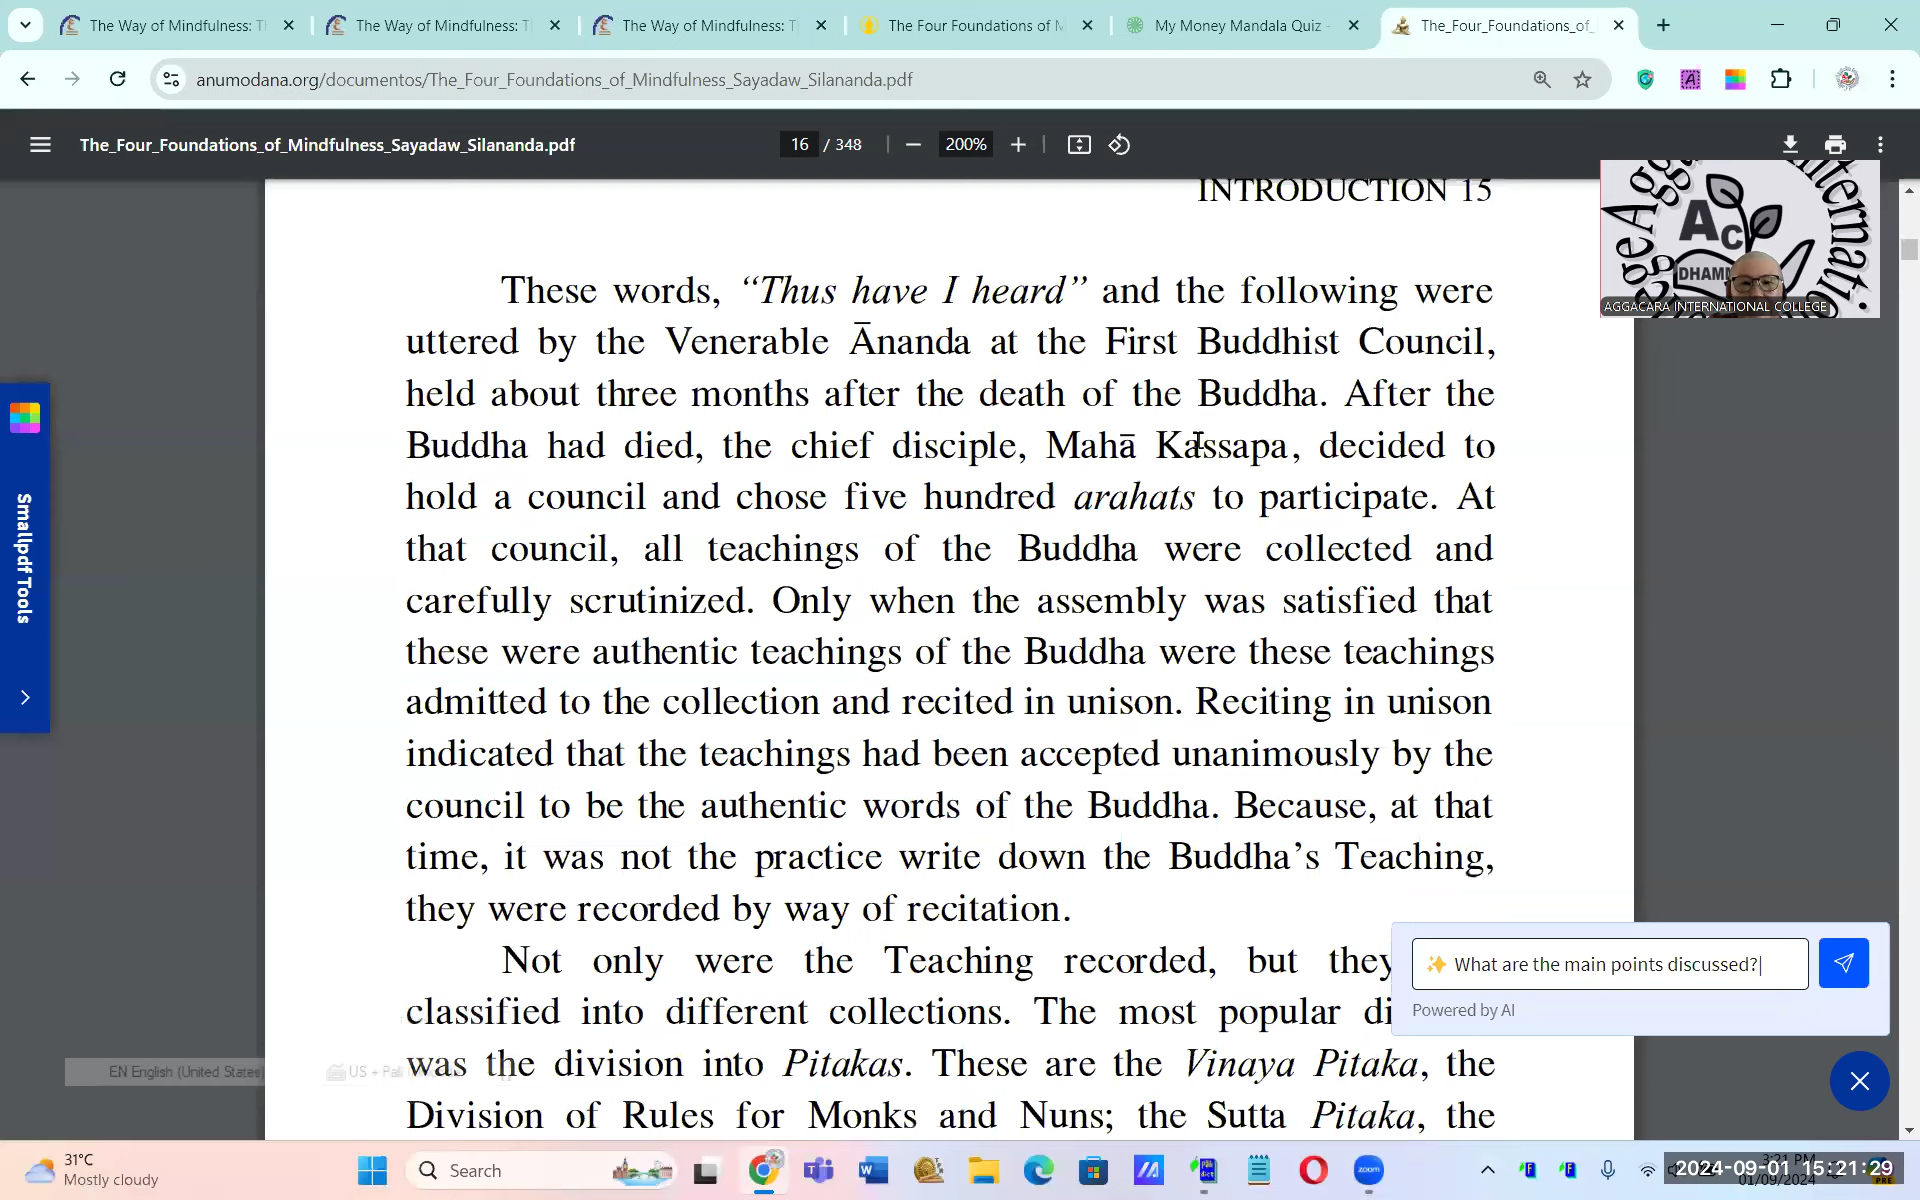 The Way of Mindfulness: T
The Way of Mindfulness: T
The Way of Mindfulness: T
The Four Foundations of M
My Money Mandala Quiz -
The_Four_Foundations_of_
anumodana.org/documentos/The_Four_Foundations_of_Mindfulness_Sayadaw_Silananda.pdf
The_Four_Foundations_of_Mindfulness_Sayadaw_Silananda.pdf
16 / 348
200%
INTRODUCTION 15
DHAMM
AGGACARA INTERNATIONAL COLLEGE
These words, “Thus have I heard” and the following were
uttered by the Venerable Ānanda at the First Buddhist Council,
held about three months after the death of the Buddha. After the
Buddha had died, the chief disciple, Mahā Kassapa, decided to
hold a council and chose five hundred arahats to participate. At
that council, all teachings of the Buddha were collected and
carefully scrutinized. Only when the assembly was satisfied that
these were authentic teachings of the Buddha were these teachings
admitted to the collection and recited in unison. Reciting in unison
indicated that the teachings had been accepted unanimously by the
council to be the authentic words of the Buddha. Because, at that
time, it was not the practice write down the Buddha’s Teaching,
they were recorded by way of recitation.
Not only were the Teaching recorded, but they
classified into different collections. The most popular di
was the division into Pitakas. These are the Vinaya Pitaka, the
Division of Rules for Monks and Nuns; the Sutta Pitaka, the
Smallpdf Tools
What are the main points discussed?
Powered by AI
EN English (United States)
US + Pali
31°C
Mostly cloudy
Search
zoom
2024-09-01 15:21:29
01/09/2024